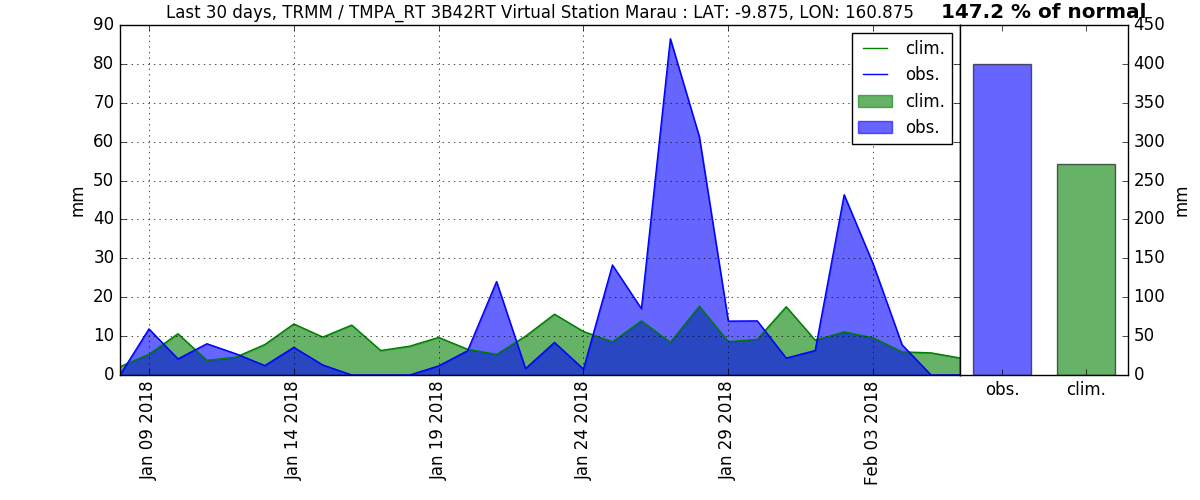 Last 30 days, TRMM / TMPA_RT 3B42RT Virtual Station Marau : LAT: -9.875, LON: 160.875
147.2 % of normal
90
80
70
60
50
40
30
20
10
0
mm
clim.
obs.
clim.
obs.
Jan 09 2018
Jan 14 2018
Jan 19 2018
Jan 24 2018
Jan 29 2018
Feb 03 2018
450
400
350
300
250
200
150
100
50
0
mm
obs.
clim.